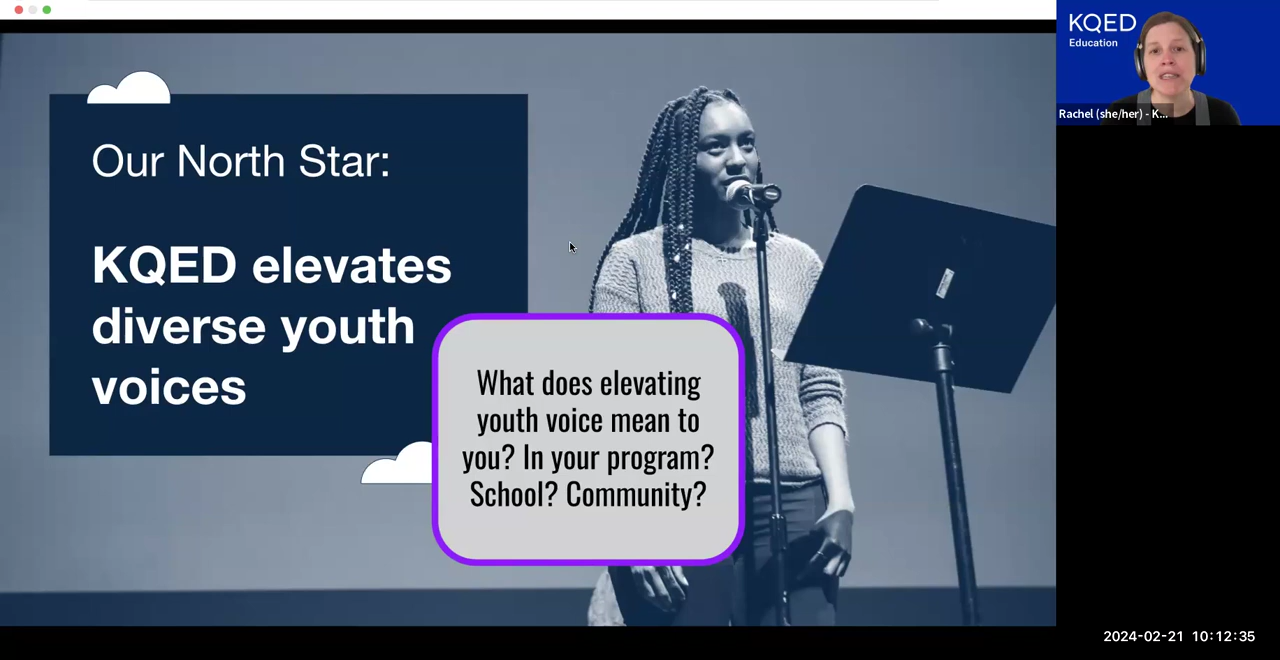 Our North Star:
KQED elevates
diverse youth
voices
What does elevating
youth voice mean to
you? In your program?
School? Community?
KQED
Education
Rachel (she/her) - K...
2024-02-21 10:12:35